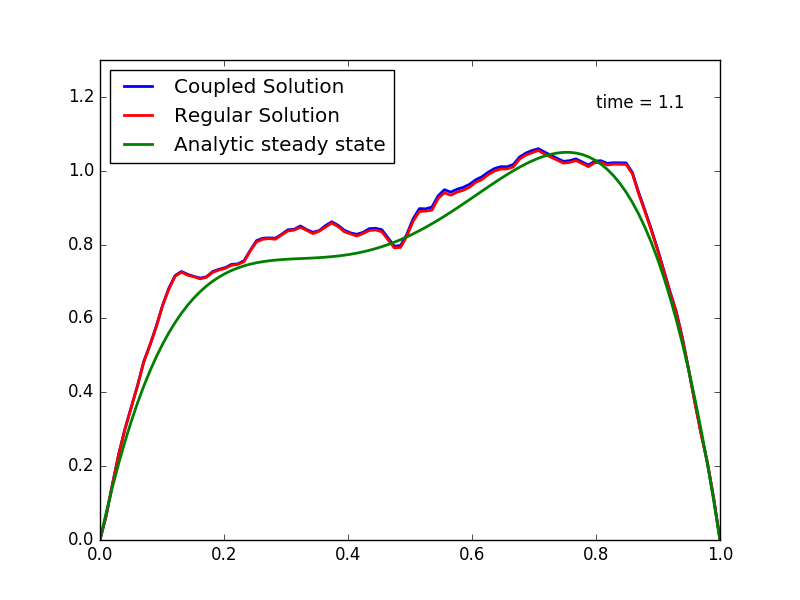 Coupled Solution
Regular Solution
Analytic steady state
time = 1.1
1.2
1.0
0.8
0.6
0.4
0.2
0.0
0.0 0.2 0.4 0.6 0.8 1.0